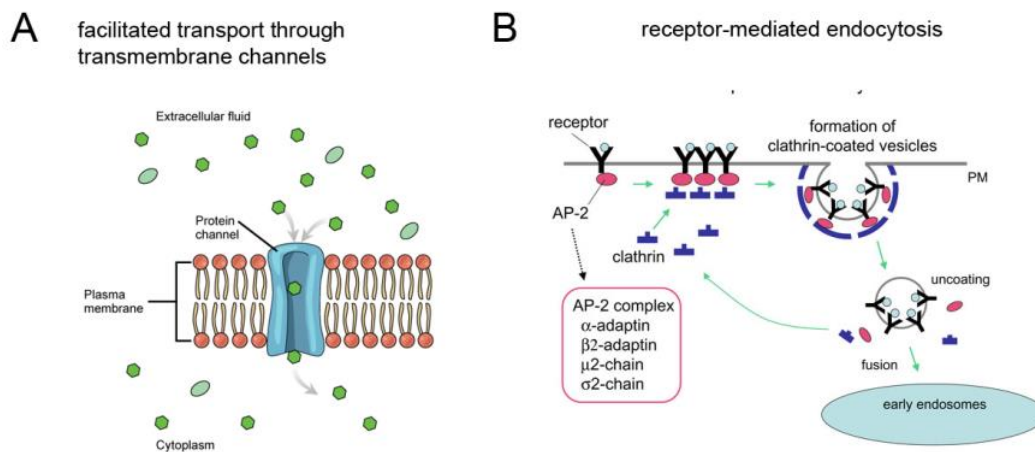 A
facilitated transport through
transmembrane channels
Extracellular fluid
Protein
channel
Plasma
membrane
Cytoplasm
B
receptor-mediated endocytosis
receptor
formation of
clathrin-coated vesicles
PM
AP-2
clathrin
uncoating
AP-2 complex
α-adaptin
β2-adaptin
μ2-chain
σ2-chain
fusion
early endosomes